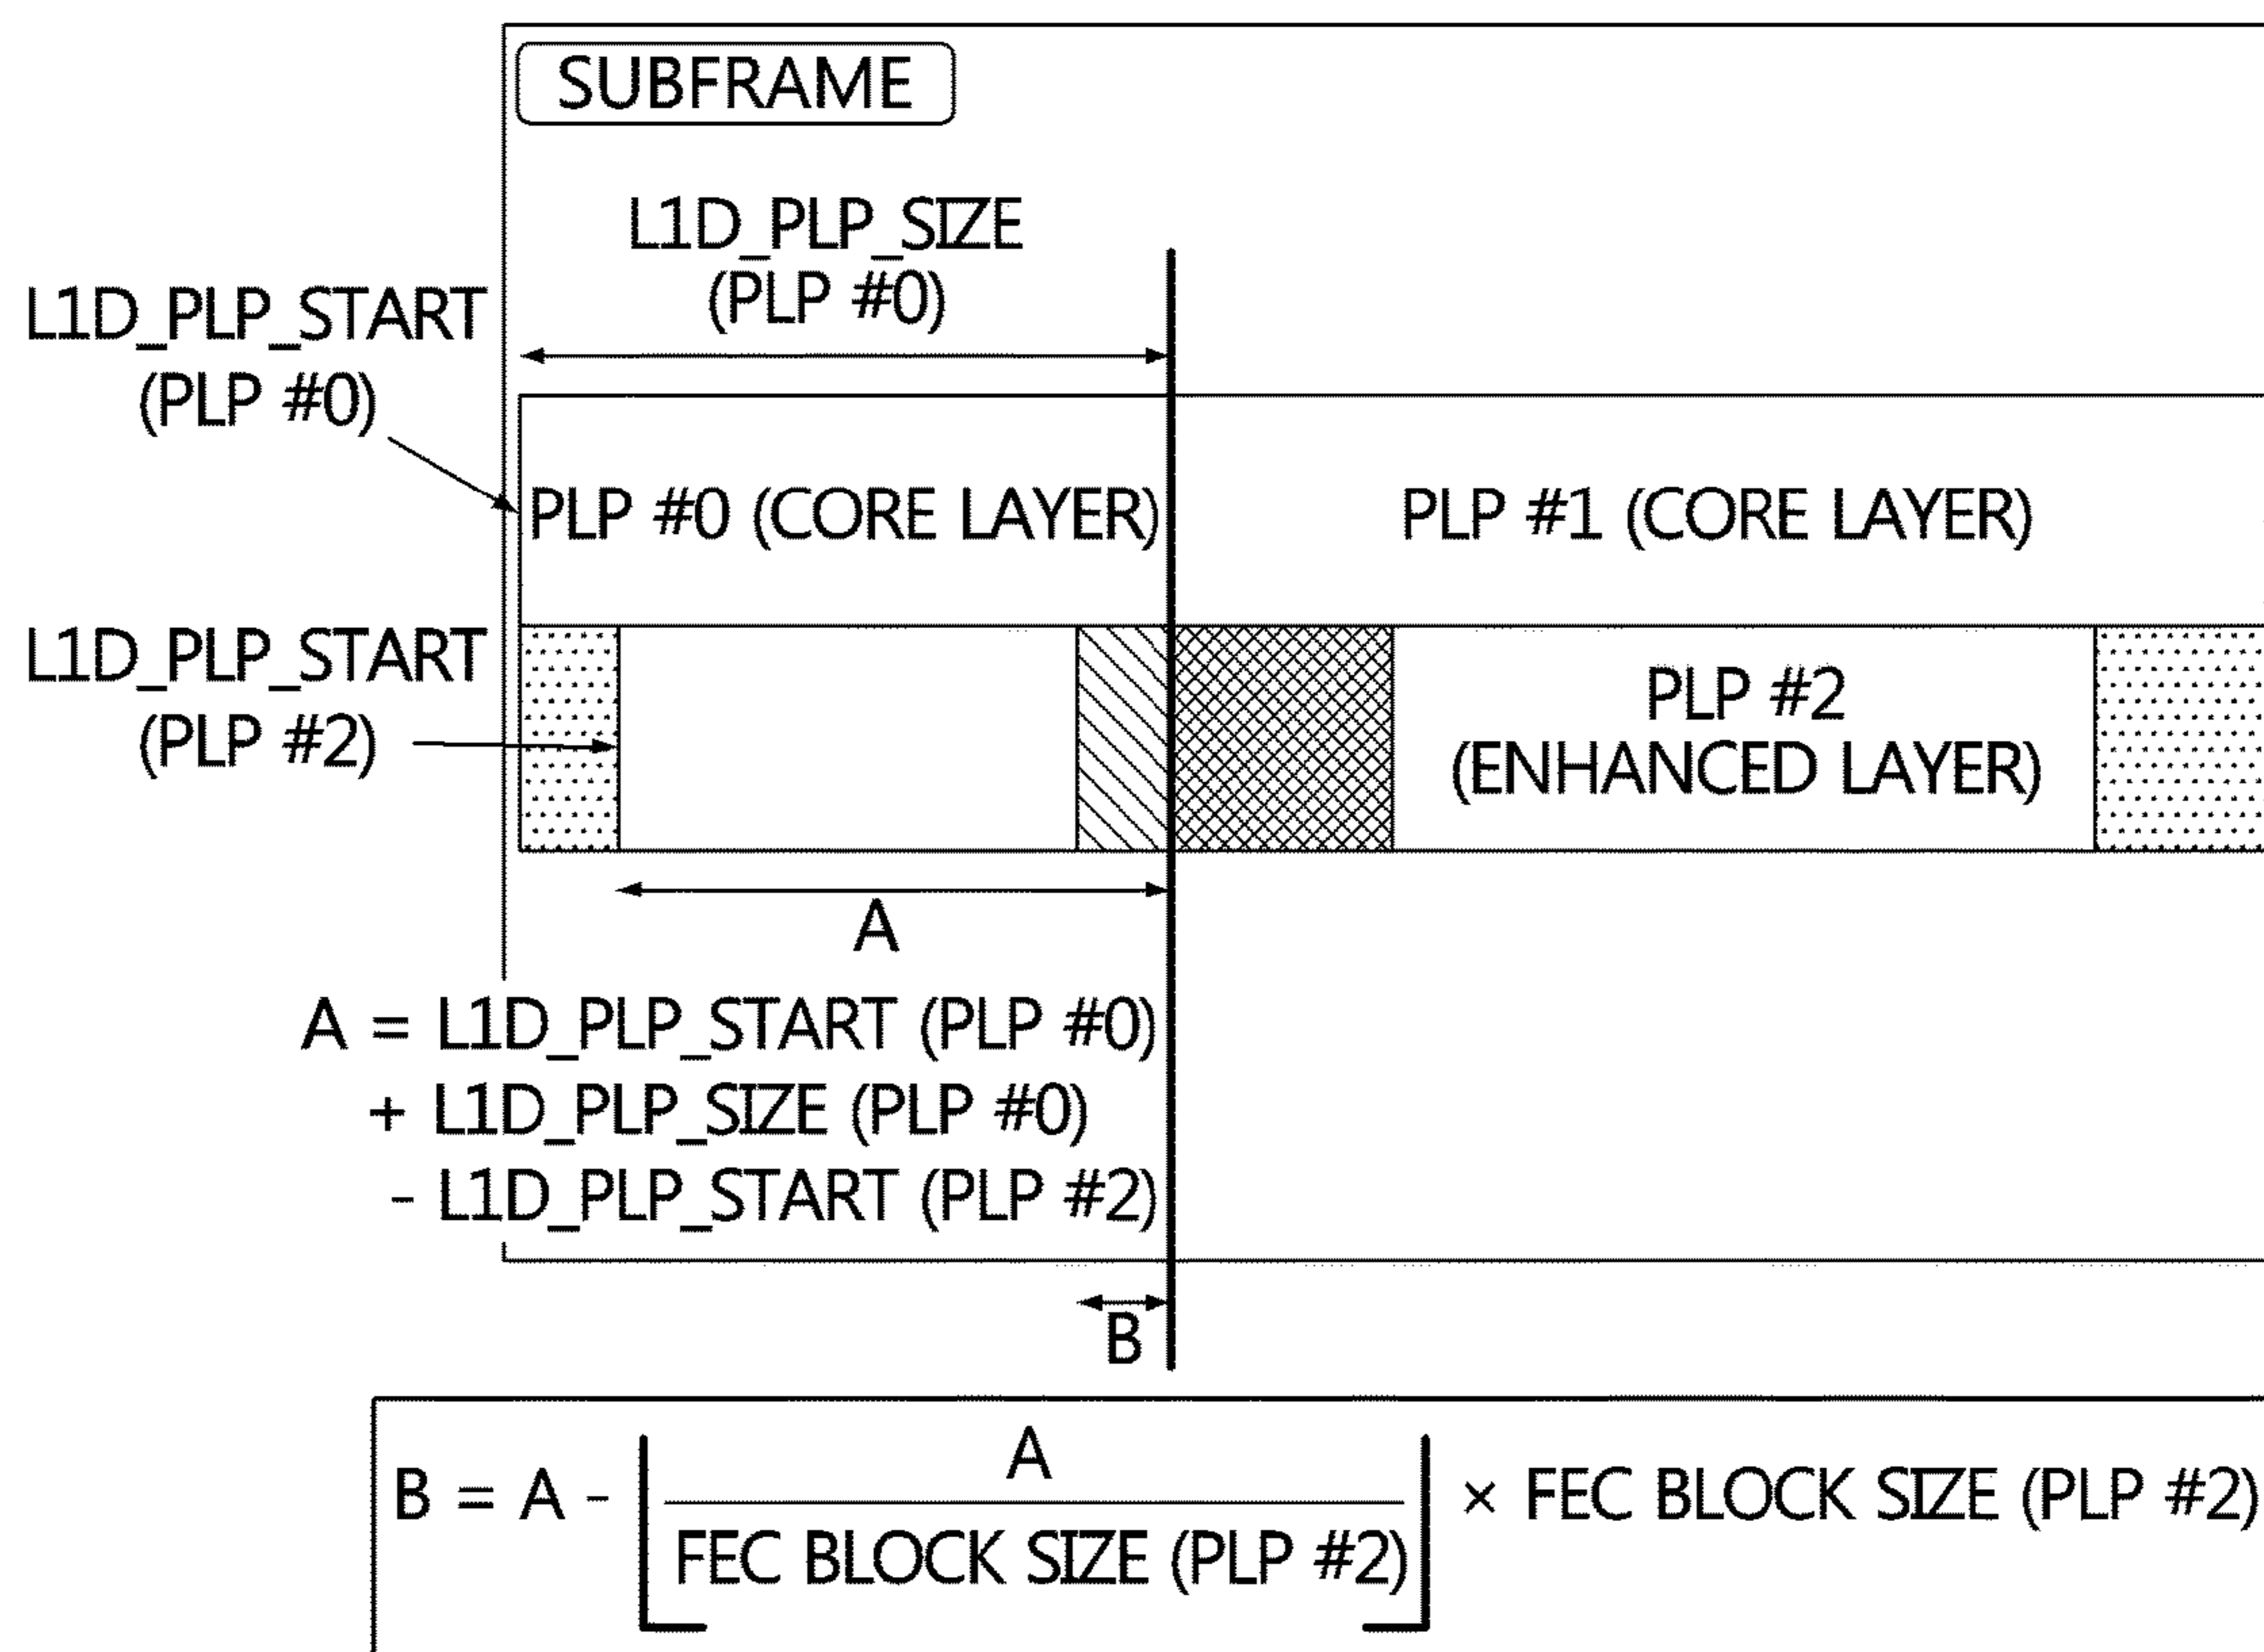 SUBFRAME
L1D_PLP_SIZE
(PLP #0)
L1D_PLP_START
(PLP #0)
PLP #0 (CORE LAYER)
PLP #1 (CORE LAYER)
L1D_PLP_START
(PLP #2)
PLP #2
(ENHANCED LAYER)
A
A = L1D_PLP_START (PLP #0)
+ L1D_PLP_SIZE (PLP #0)
- L1D_PLP_START (PLP #2)
B
B = A - ⌊ A / FEC BLOCK SIZE (PLP #2) ⌋ × FEC BLOCK SIZE (PLP #2)